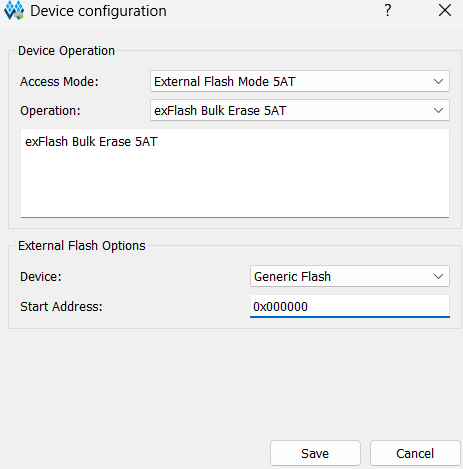 Device configuration
?
Device Operation
Access Mode: External Flash Mode 5AT
Operation: exFlash Bulk Erase 5AT
exFlash Bulk Erase 5AT
External Flash Options
Device: Generic Flash
Start Address: 0x000000
Save Cancel